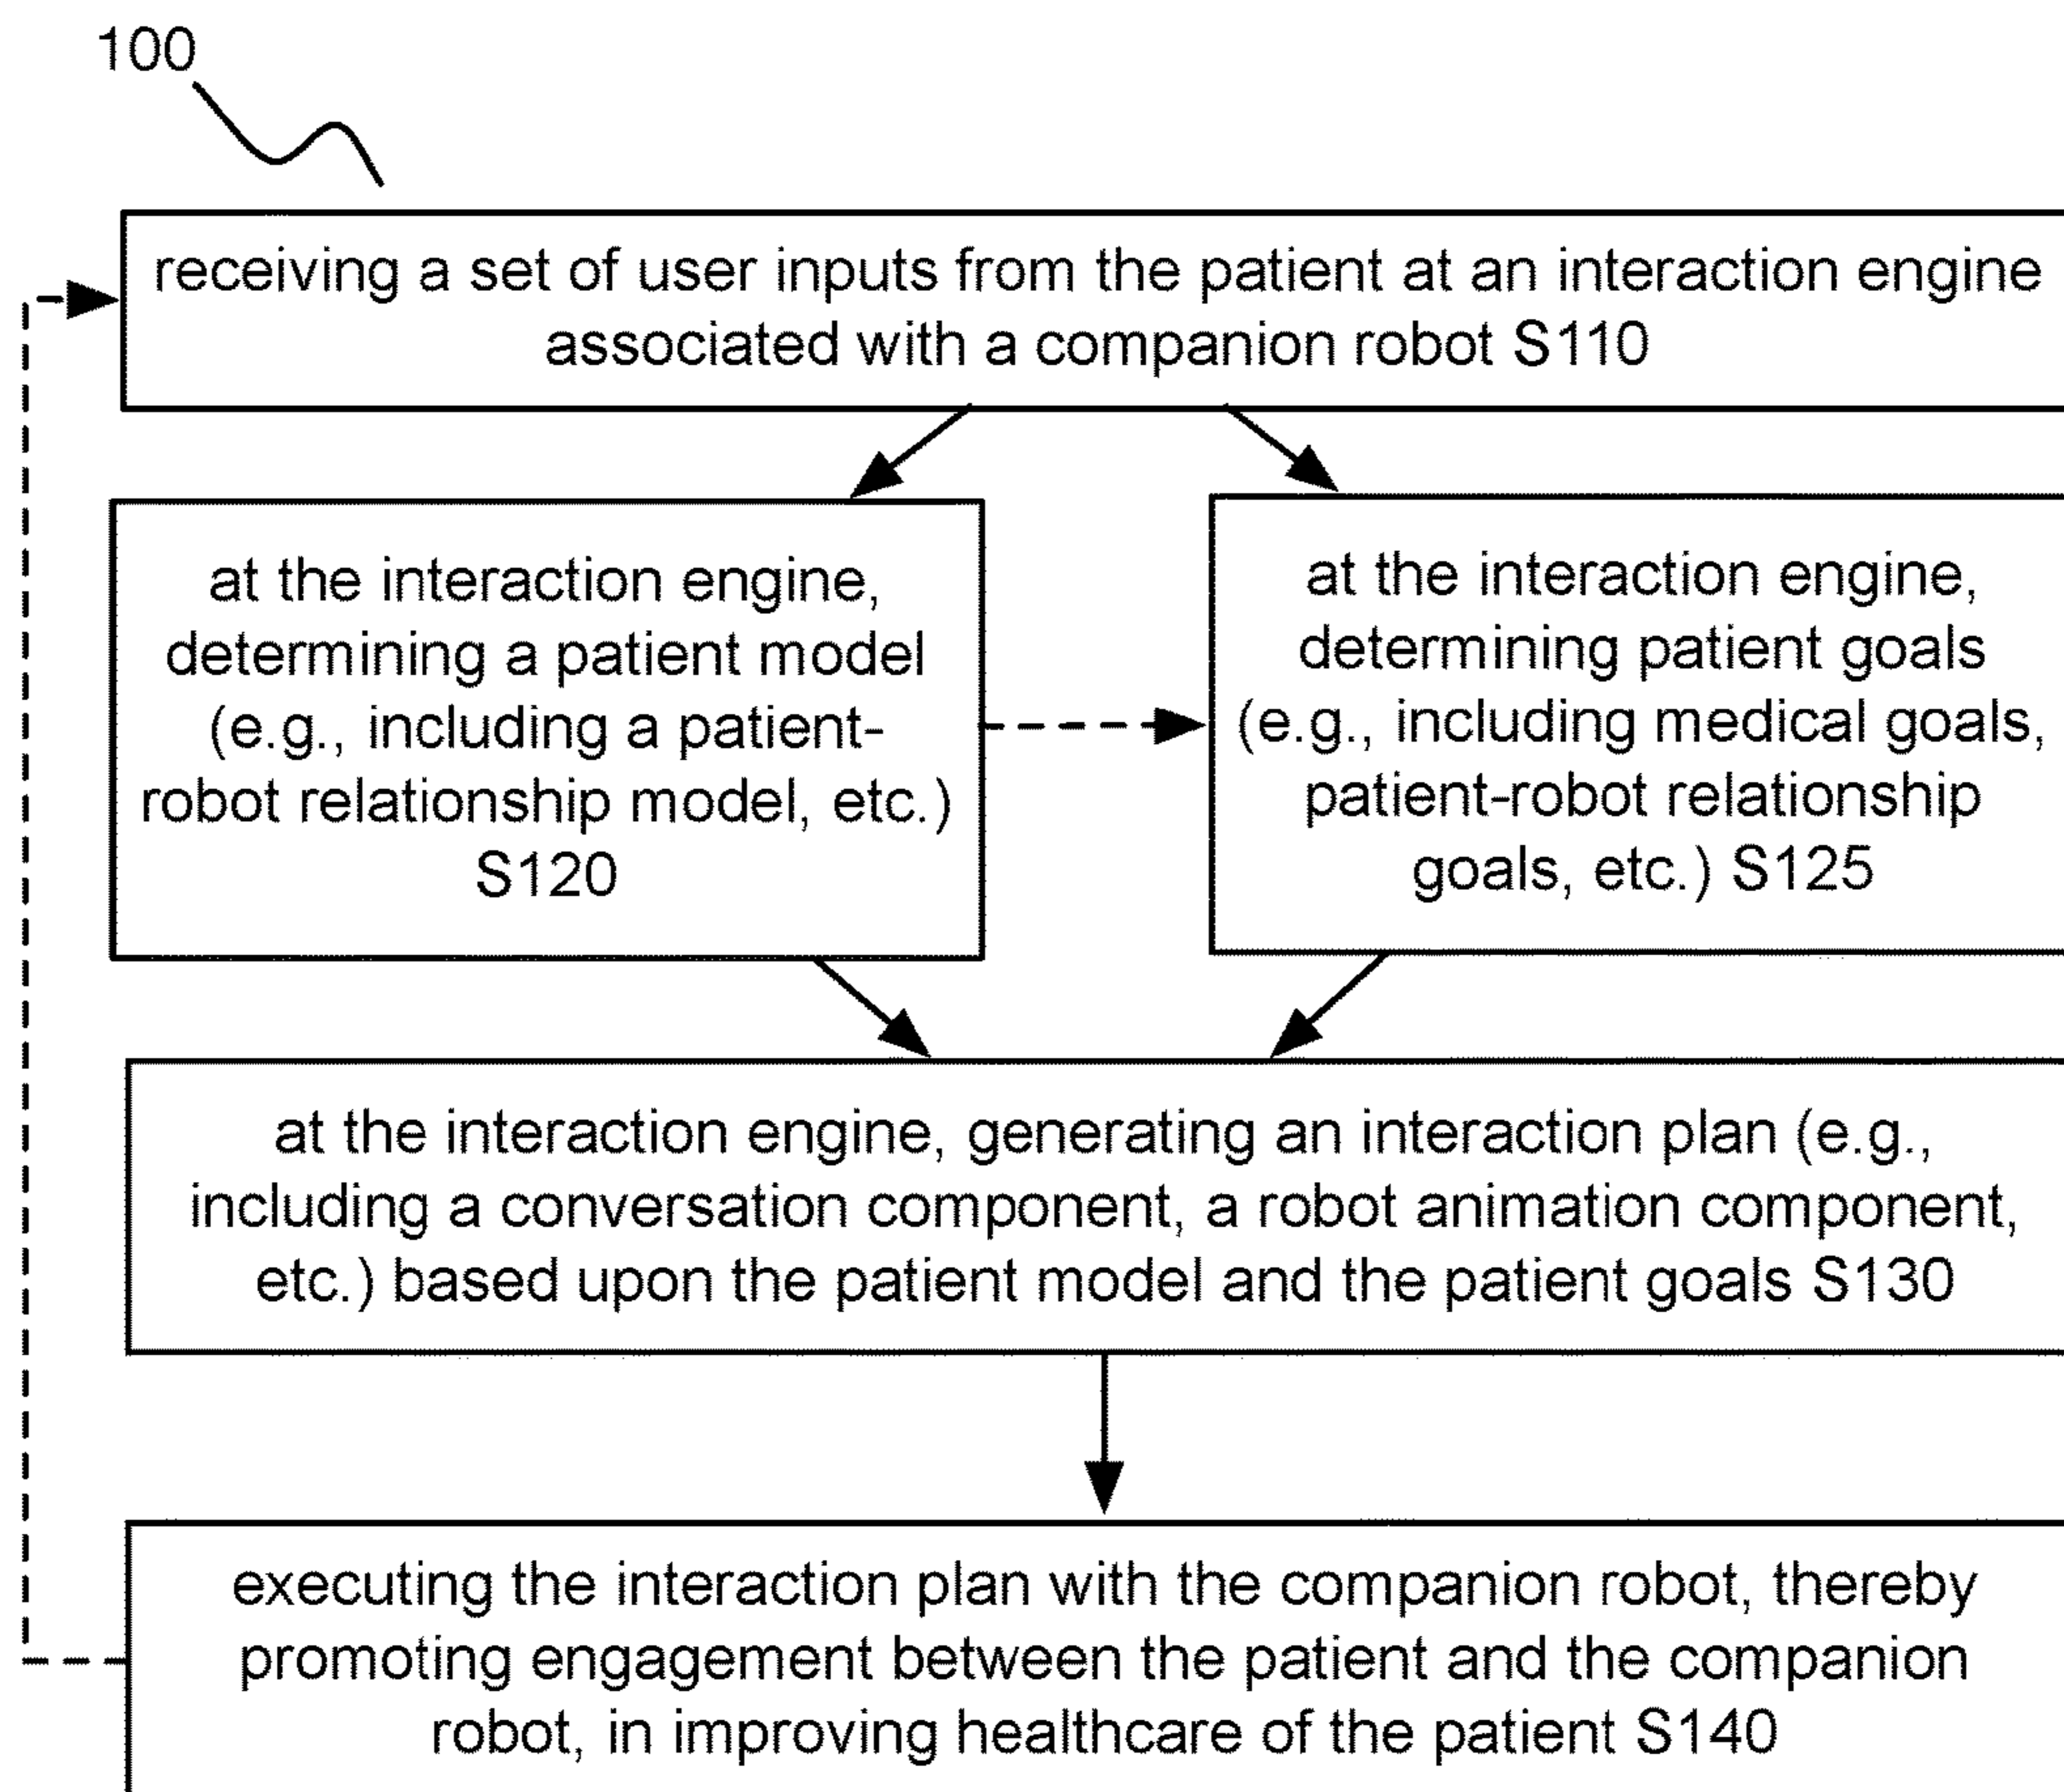 100
receiving a set of user inputs from the patient at an interaction engine
associated with a companion robot S110
at the interaction engine,
determining a patient model
(e.g., including a patient-
robot relationship model, etc.)
S120
at the interaction engine,
determining patient goals
(e.g., including medical goals,
patient-robot relationship
goals, etc.) S125
at the interaction engine, generating an interaction plan (e.g.,
including a conversation component, a robot animation component,
etc.) based upon the patient model and the patient goals S130
executing the interaction plan with the companion robot, thereby
promoting engagement between the patient and the companion
robot, in improving healthcare of the patient S140